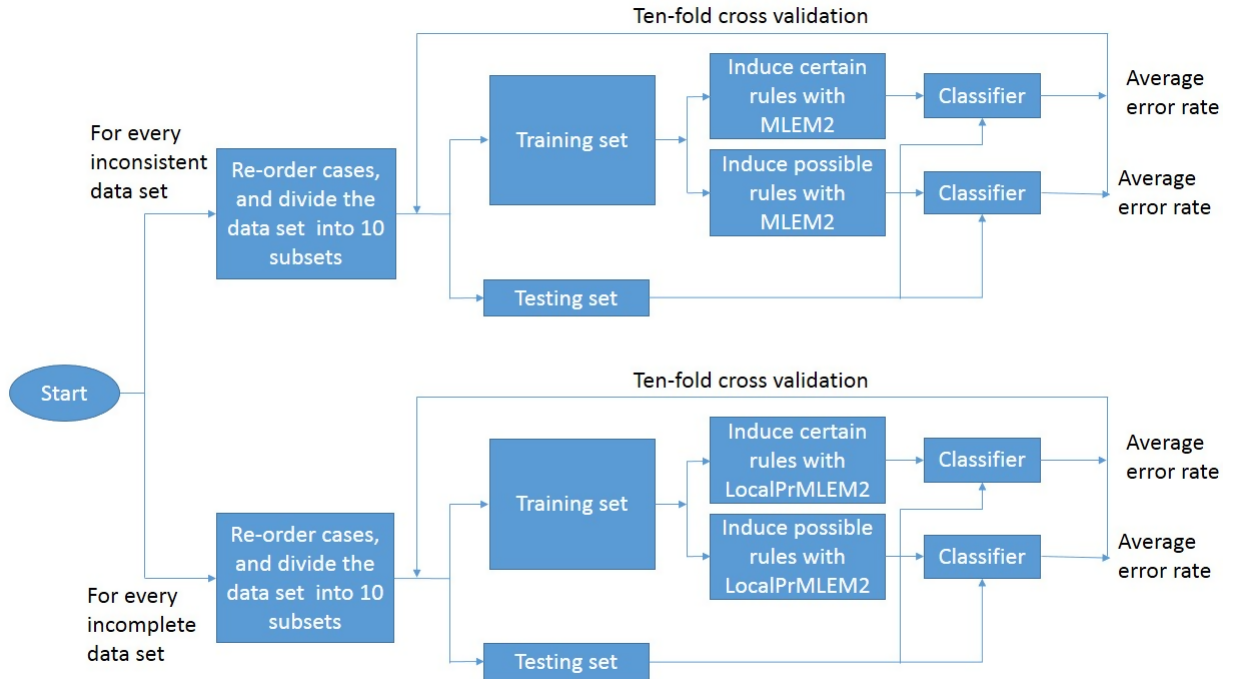 Ten-fold cross validation
For every
inconsistent
data set
Re-order cases,
and divide the
data set into 10
subsets
Training set
Induce certain
rules with
MLEM2
Classifier
Average
error rate
Induce possible
rules with
MLEM2
Classifier
Average
error rate
Testing set
Start
Ten-fold cross validation
For every
incomplete
data set
Re-order cases,
and divide the
data set into 10
subsets
Training set
Induce certain
rules with
LocalPrMLEM2
Classifier
Average
error rate
Induce possible
rules with
LocalPrMLEM2
Classifier
Average
error rate
Testing set